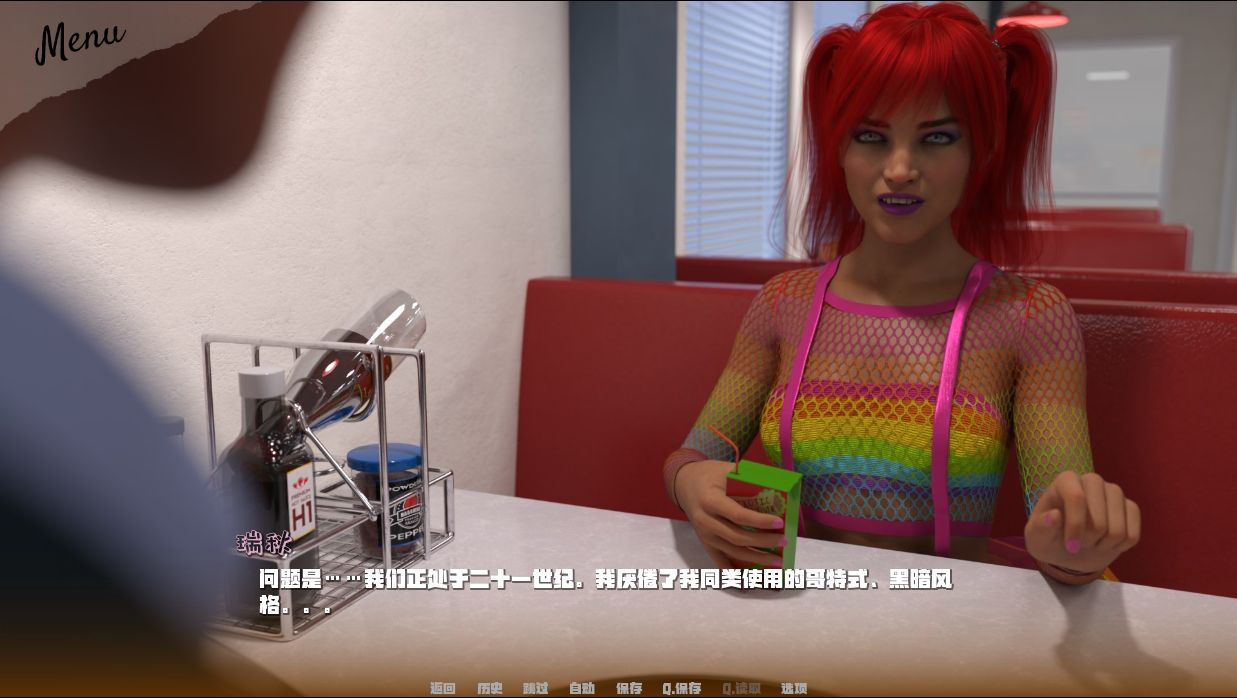 Menu
H1
POWDER
PEPPE
瑞秋
问题是……我们正处于二十一世纪。我厌倦了我同类使用的哥特式、黑暗风
格。。。
返回 历史 跳过 自动 保存 Q.保存 Q.读取 选项